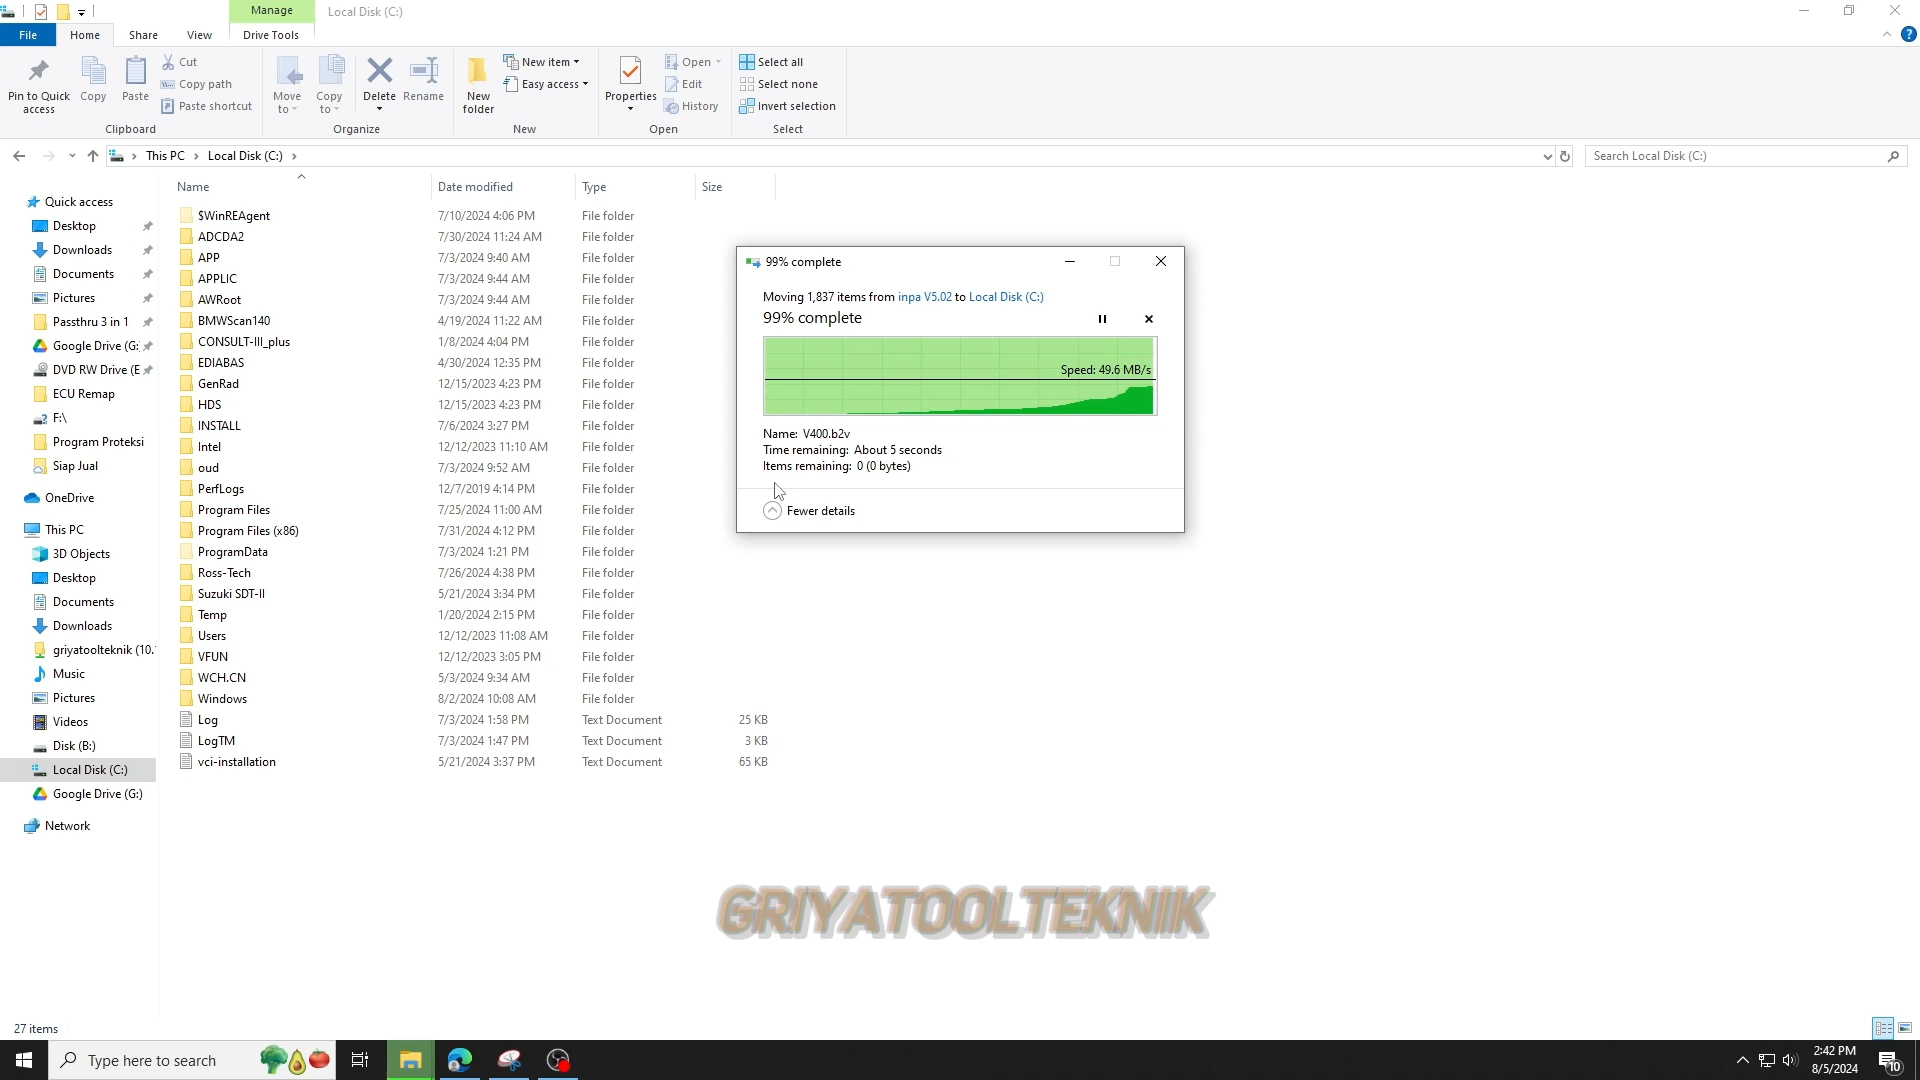 Manage
Local Disk (C:)
File
Home
Share
View
Drive Tools
Pin to Quick access
Copy
Paste
Cut
Copy path
Paste shortcut
Clipboard
Move to
Copy to
Delete
Rename
Organize
New folder
New item
Easy access
New
Properties
Open
Edit
History
Open
Select all
Select none
Invert selection
Select
This PC > Local Disk (C:) >
Search Local Disk (C:)
Quick access
Desktop
Downloads
Documents
Pictures
Passthru 3 in 1
Google Drive (G:
DVD RW Drive (E
ECU Remap
F:\
Program Proteksi
Siap Jual
OneDrive
This PC
3D Objects
Desktop
Documents
Downloads
griyatoolteknik (10.
Music
Pictures
Videos
Disk (B:)
Local Disk (C:)
Google Drive (G:)
Network
Name Date modified Type Size
$WinREAgent 7/10/2024 4:06 PM File folder
ADCDA2 7/30/2024 11:24 AM File folder
APP 7/3/2024 9:40 AM File folder
APPLIC 7/3/2024 9:44 AM File folder
AWRoot 7/3/2024 9:44 AM File folder
BMWScan140 4/19/2024 11:22 AM File folder
CONSULT-III_plus 1/8/2024 4:04 PM File folder
EDIABAS 4/30/2024 12:35 PM File folder
GenRad 12/15/2023 4:23 PM File folder
HDS 12/15/2023 4:23 PM File folder
INSTALL 7/6/2024 3:27 PM File folder
Intel 12/12/2023 11:10 AM File folder
oud 7/3/2024 9:52 AM File folder
PerfLogs 12/7/2019 4:14 PM File folder
Program Files 7/25/2024 11:00 AM File folder
Program Files (x86) 7/31/2024 4:12 PM File folder
ProgramData 7/3/2024 1:21 PM File folder
Ross-Tech 7/26/2024 4:38 PM File folder
Suzuki SDT-II 5/21/2024 3:34 PM File folder
Temp 1/20/2024 2:15 PM File folder
Users 12/12/2023 11:08 AM File folder
VFUN 12/12/2023 3:05 PM File folder
WCH.CN 5/3/2024 9:34 AM File folder
Windows 8/2/2024 10:08 AM File folder
Log 7/3/2024 1:58 PM Text Document 25 KB
LogTM 7/3/2024 1:47 PM Text Document 3 KB
vci-installation 5/21/2024 3:37 PM Text Document 65 KB
99% complete
Moving 1,837 items from inpa V5.02 to Local Disk (C:)
99% complete
Speed: 49.6 MB/s
Name: V400.b2v
Time remaining: About 5 seconds
Items remaining: 0 (0 bytes)
Fewer details
GRIYATOOLTEKNIK
27 items
Type here to search
2:42 PM
8/5/2024
10